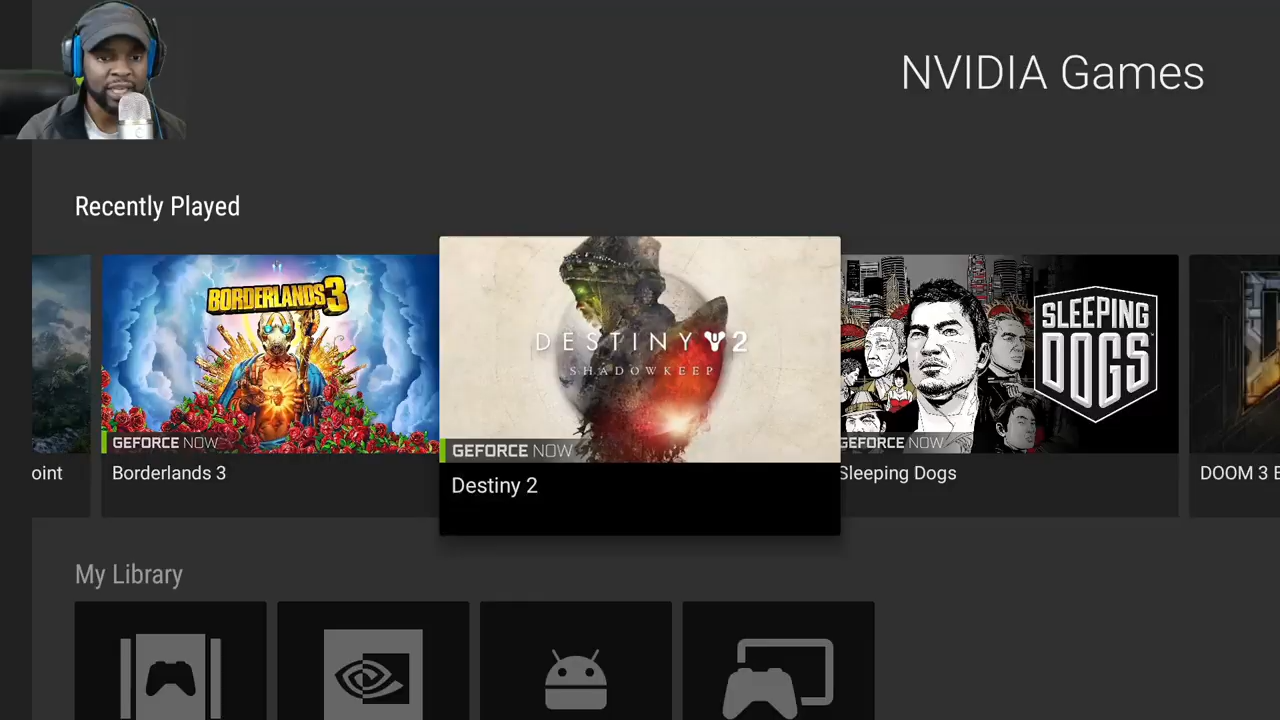 NVIDIA Games
Recently Played
BORDERLANDS 3
GEFORCE NOW
Borderlands 3
DESTINY 2
SHADOWKEEP
GEFORCE NOW
Destiny 2
SLEEPING
DOGS
GEFORCE NOW
Sleeping Dogs
oint
DOOM 3 E
My Library